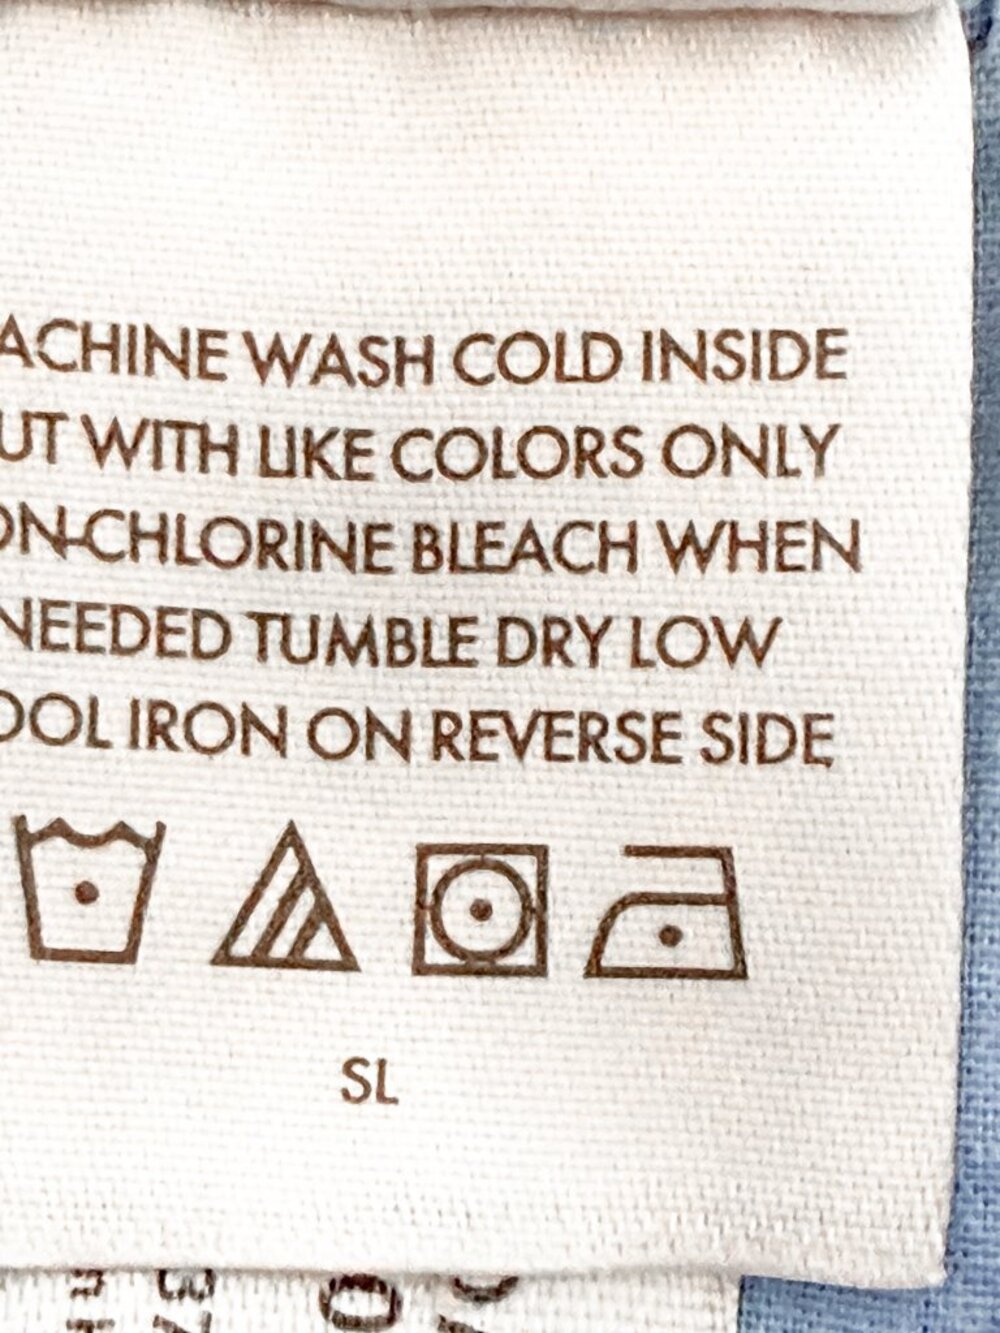 ACHINE WASH COLD INSIDE
UT WITH LIKE COLORS ONLY
ON-CHLORINE BLEACH WHEN
NEEDED TUMBLE DRY LOW
OOL IRON ON REVERSE SIDE
SL